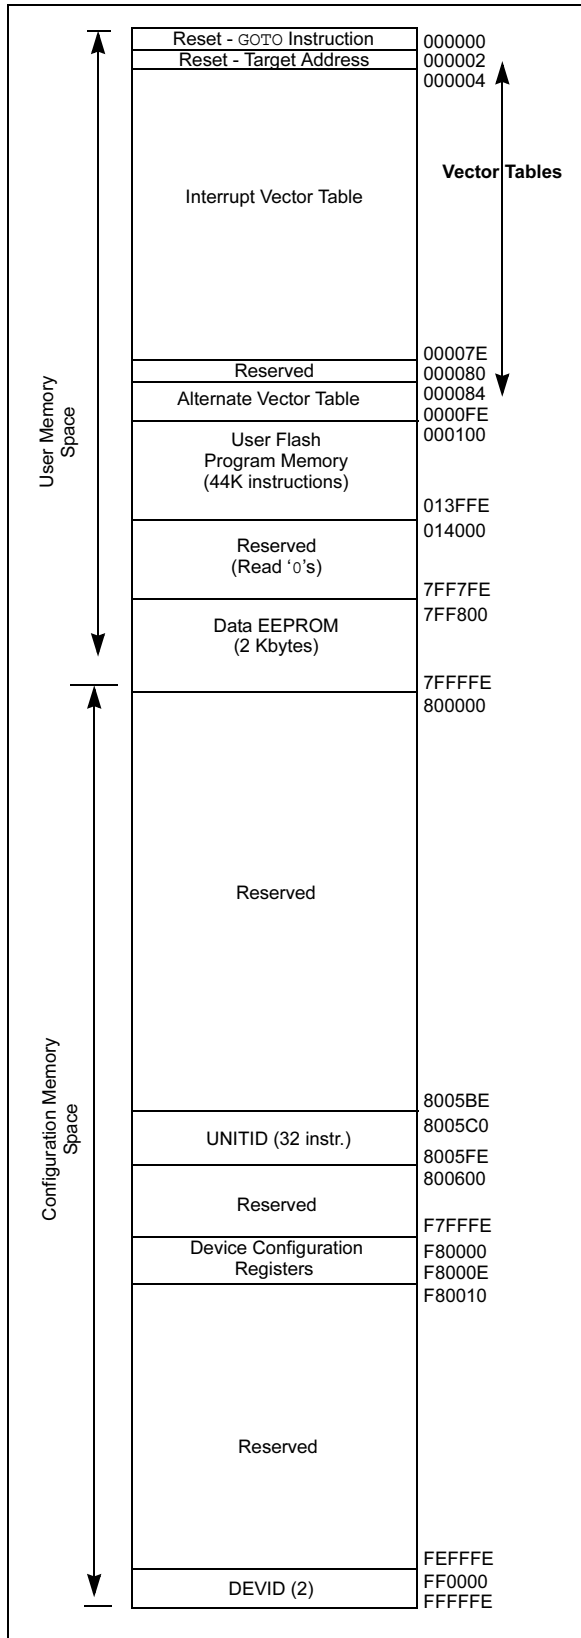 Reset - GOTO Instruction
000000
Reset - Target Address
000002
000004
Vector Tables
Interrupt Vector Table
00007E
Reserved
000080
000084
Alternate Vector Table
0000FE
User Memory
Space
000100
User Flash
Program Memory
(44K instructions)
013FFE
014000
Reserved
(Read ‘0’s)
7FF7FE
7FF800
Data EEPROM
(2 Kbytes)
7FFFFE
800000
Reserved
Configuration Memory
Space
8005BE
8005C0
UNITID (32 instr.)
8005FE
800600
Reserved
F7FFFE
Device Configuration
Registers
F80000
F8000E
F80010
Reserved
FEFFFE
FF0000
DEVID (2)
FFFFFE